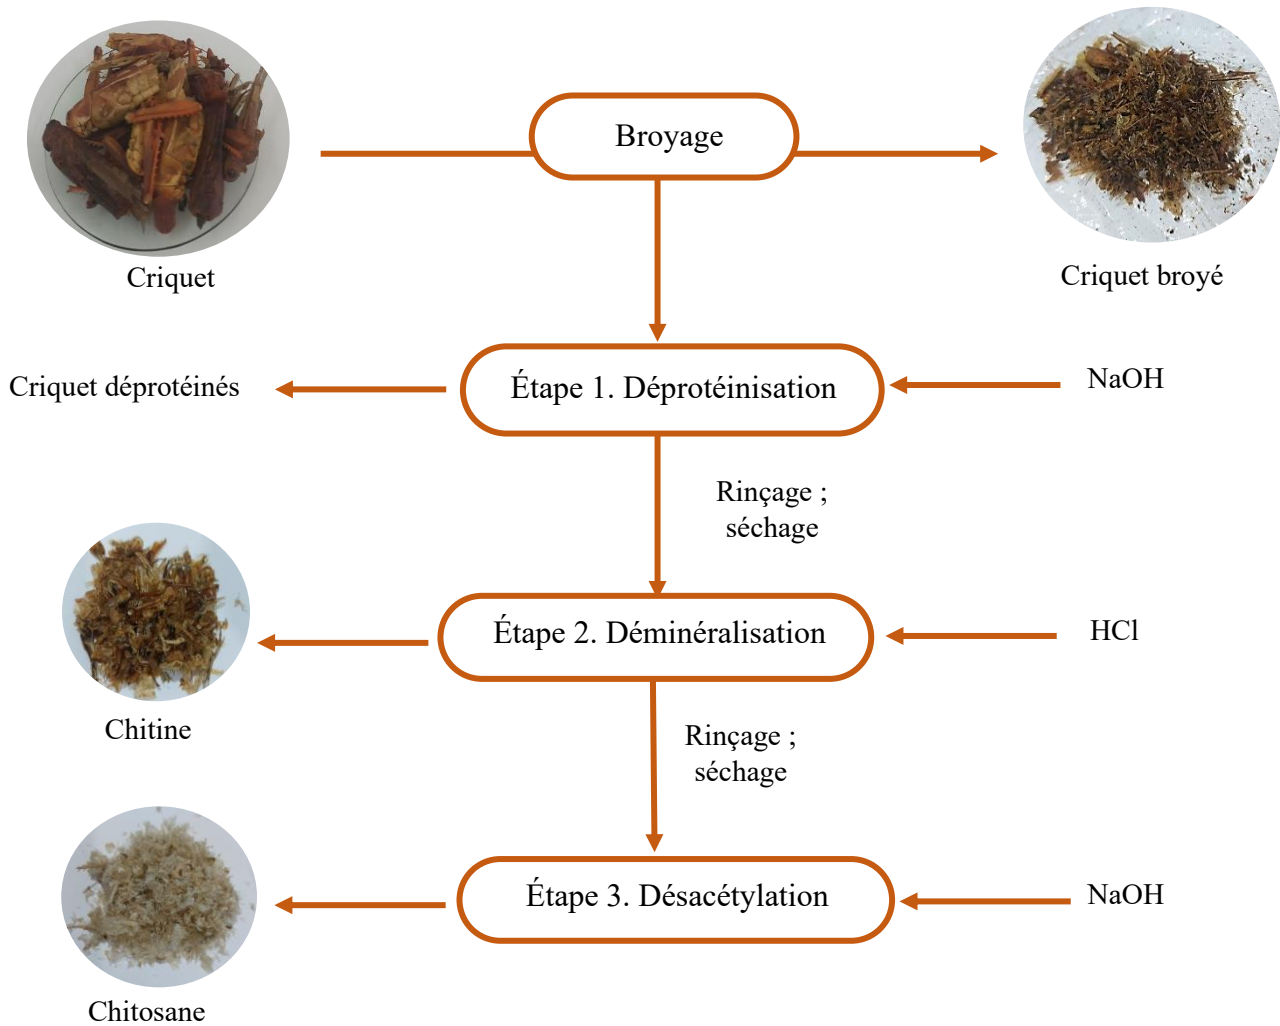 Broyage
Criquet
Criquet broyé
Criquet déprotéinés
Étape 1. Déprotéinisation
NaOH
Rinçage ;
séchage
Étape 2. Déminéralisation
HCl
Chitine
Rinçage ;
séchage
Étape 3. Désacétylation
NaOH
Chitosane